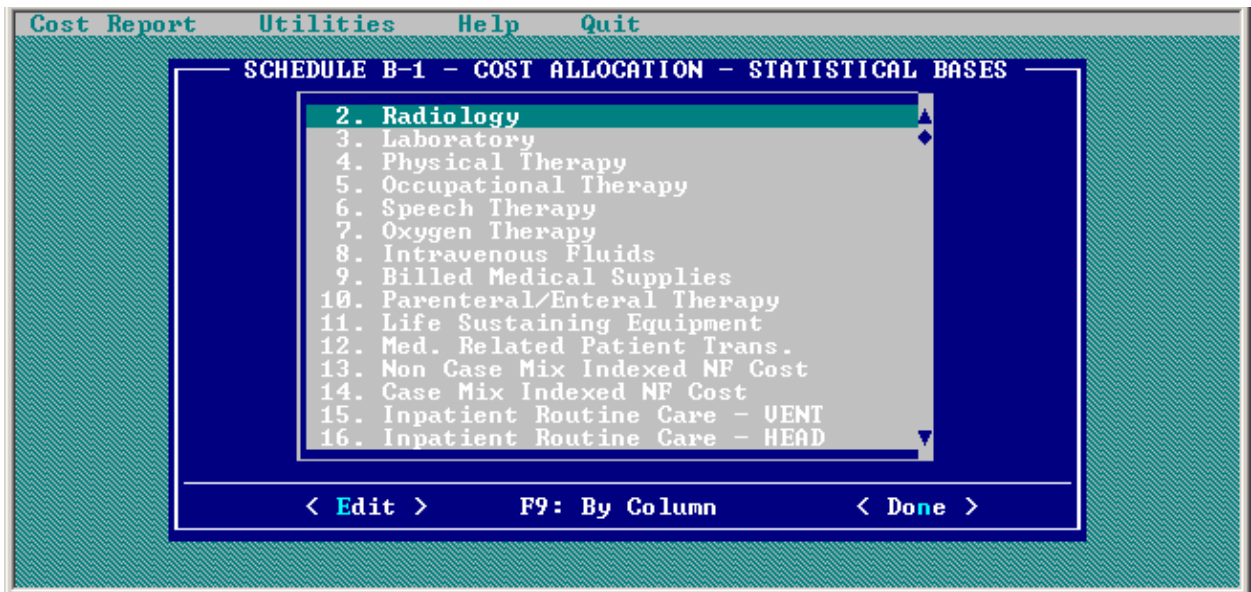 Cost Report Utilities Help Quit
SCHEDULE B-1 - COST ALLOCATION - STATISTICAL BASES
2. Radiology
3. Laboratory
4. Physical Therapy
5. Occupational Therapy
6. Speech Therapy
7. Oxygen Therapy
8. Intravenous Fluids
9. Billed Medical Supplies
10. Parenteral/Enteral Therapy
11. Life Sustaining Equipment
12. Med. Related Patient Trans.
13. Non Case Mix Indexed NF Cost
14. Case Mix Indexed NF Cost
15. Inpatient Routine Care - VENT
16. Inpatient Routine Care - HEAD
< Edit > F9: By Column < Done >